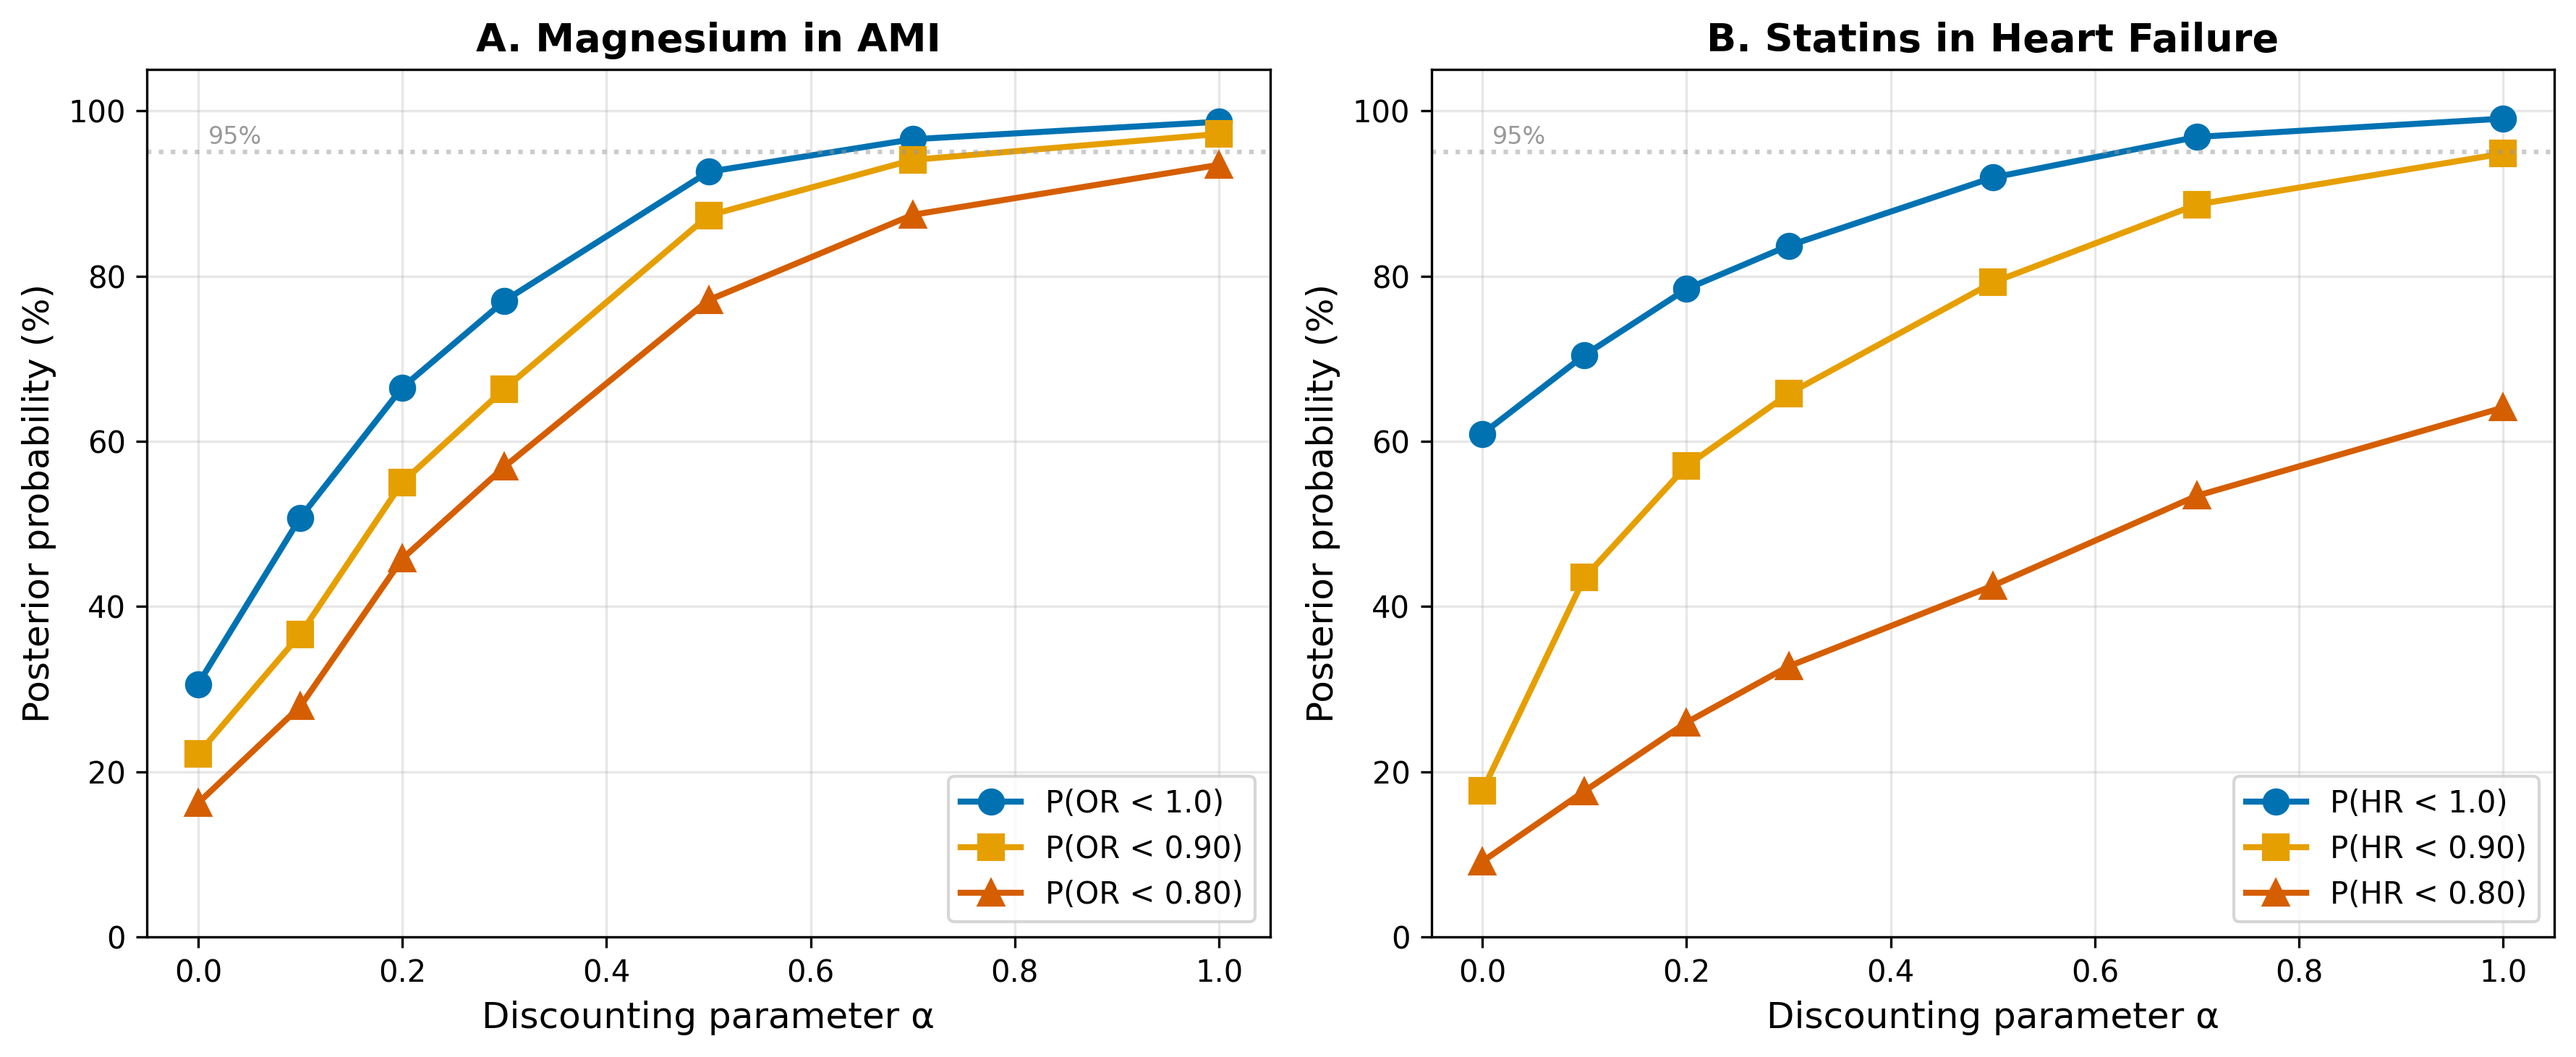 A. Magnesium in AMI
Posterior probability (%)
100
80
60
40
20
0
95%
P(OR < 1.0)
P(OR < 0.90)
P(OR < 0.80)
0.0 0.2 0.4 0.6 0.8 1.0
Discounting parameter α
B. Statins in Heart Failure
Posterior probability (%)
100
80
60
40
20
0
95%
P(HR < 1.0)
P(HR < 0.90)
P(HR < 0.80)
0.0 0.2 0.4 0.6 0.8 1.0
Discounting parameter α